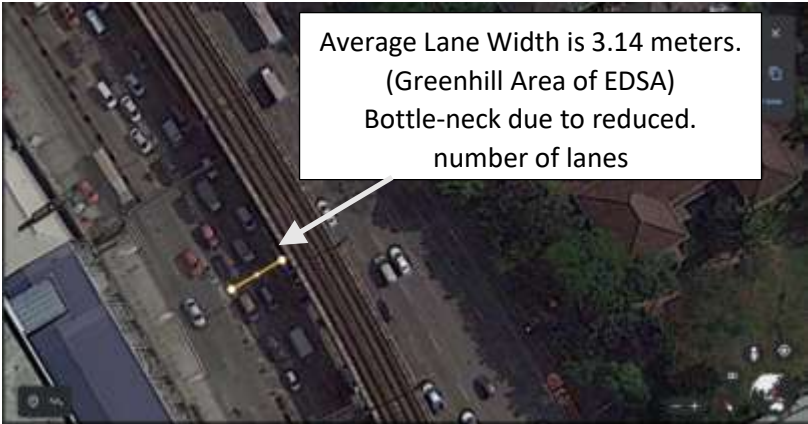 Average Lane Width is 3.14 meters.
(Greenhill Area of EDSA)
Bottle-neck due to reduced.
number of lanes